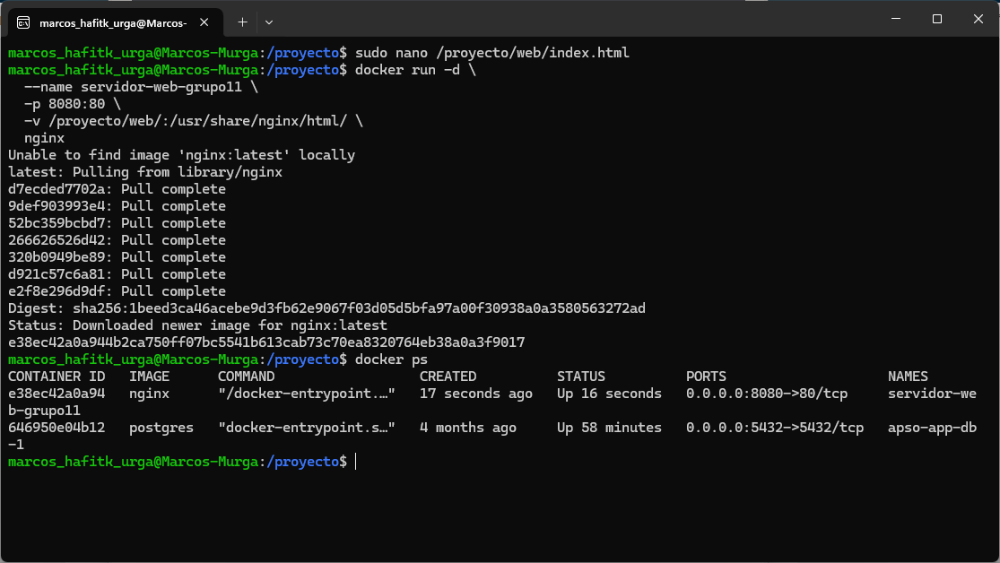 marcos_hafitk_urga@Marcos-
marcos_hafitk_urga@Marcos-Murga:/proyecto$ sudo nano /proyecto/web/index.html
marcos_hafitk_urga@Marcos-Murga:/proyecto$ docker run -d \
  --name servidor-web-grupo11 \
  -p 8080:80 \
  -v /proyecto/web/:/usr/share/nginx/html/ \
  nginx
Unable to find image 'nginx:latest' locally
latest: Pulling from library/nginx
d7ecded7702a: Pull complete
9def903993e4: Pull complete
52bc359bcbd7: Pull complete
266626526d42: Pull complete
320b0949be89: Pull complete
d921c57c6a81: Pull complete
e2f8e296d9df: Pull complete
Digest: sha256:1beed3ca46acebe9d3fb62e9067f03d05d5bfa97a00f30938a0a3580563272ad
Status: Downloaded newer image for nginx:latest
e38ec42a0a944b2ca750ff07bc5541b613cab73c70ea8320764eb38a0a3f9017
marcos_hafitk_urga@Marcos-Murga:/proyecto$ docker ps
CONTAINER ID   IMAGE      COMMAND                  CREATED          STATUS          PORTS                    NAMES
e38ec42a0a94   nginx      "/docker-entrypoint.…"   17 seconds ago   Up 16 seconds   0.0.0.0:8080->80/tcp     servidor-we
b-grupo11
646950e04b12   postgres   "docker-entrypoint.s…"   4 months ago     Up 58 minutes   0.0.0.0:5432->5432/tcp   apso-app-db
-1
marcos_hafitk_urga@Marcos-Murga:/proyecto$